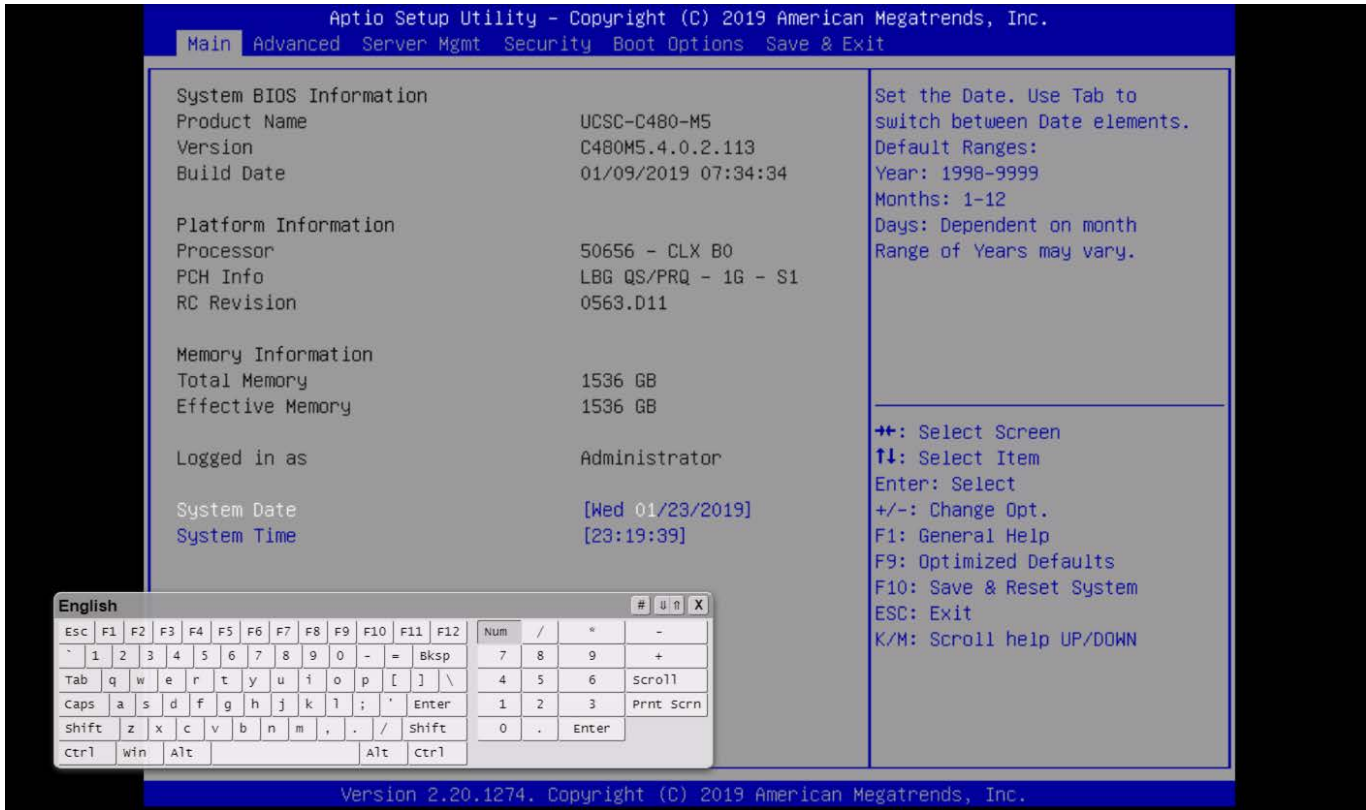 Aptio Setup Utility – Copyright (C) 2019 American Megatrends, Inc.
Main Advanced Server Mgmt Security Boot Options Save & Exit
System BIOS Information
Product Name UCSC-C480-M5
Version C480M5.4.0.2.113
Build Date 01/09/2019 07:34:34
Platform Information
Processor 50656 - CLX B0
PCH Info LBG QS/PRQ - 1G - S1
RC Revision 0563.D11
Memory Information
Total Memory 1536 GB
Effective Memory 1536 GB
Logged in as Administrator
System Date [Wed 01/23/2019]
System Time [23:19:39]
Set the Date. Use Tab to
switch between Date elements.
Default Ranges:
Year: 1998-9999
Months: 1-12
Days: Dependent on month
Range of Years may vary.
→←: Select Screen
↑↓: Select Item
Enter: Select
+/-: Change Opt.
F1: General Help
F9: Optimized Defaults
F10: Save & Reset System
ESC: Exit
K/M: Scroll help UP/DOWN
English # ⇓ ⇑ X
Esc F1 F2 F3 F4 F5 F6 F7 F8 F9 F10 F11 F12 Num / * -
` 1 2 3 4 5 6 7 8 9 0 - = Bksp 7 8 9 +
Tab q w e r t y u i o p [ ] \ 4 5 6 Scroll
Caps a s d f g h j k l ; ' Enter 1 2 3 Prnt Scrn
Shift z x c v b n m , . / Shift 0 . Enter
Ctrl Win Alt Alt Ctrl
Version 2.20.1274. Copyright (C) 2019 American Megatrends, Inc.